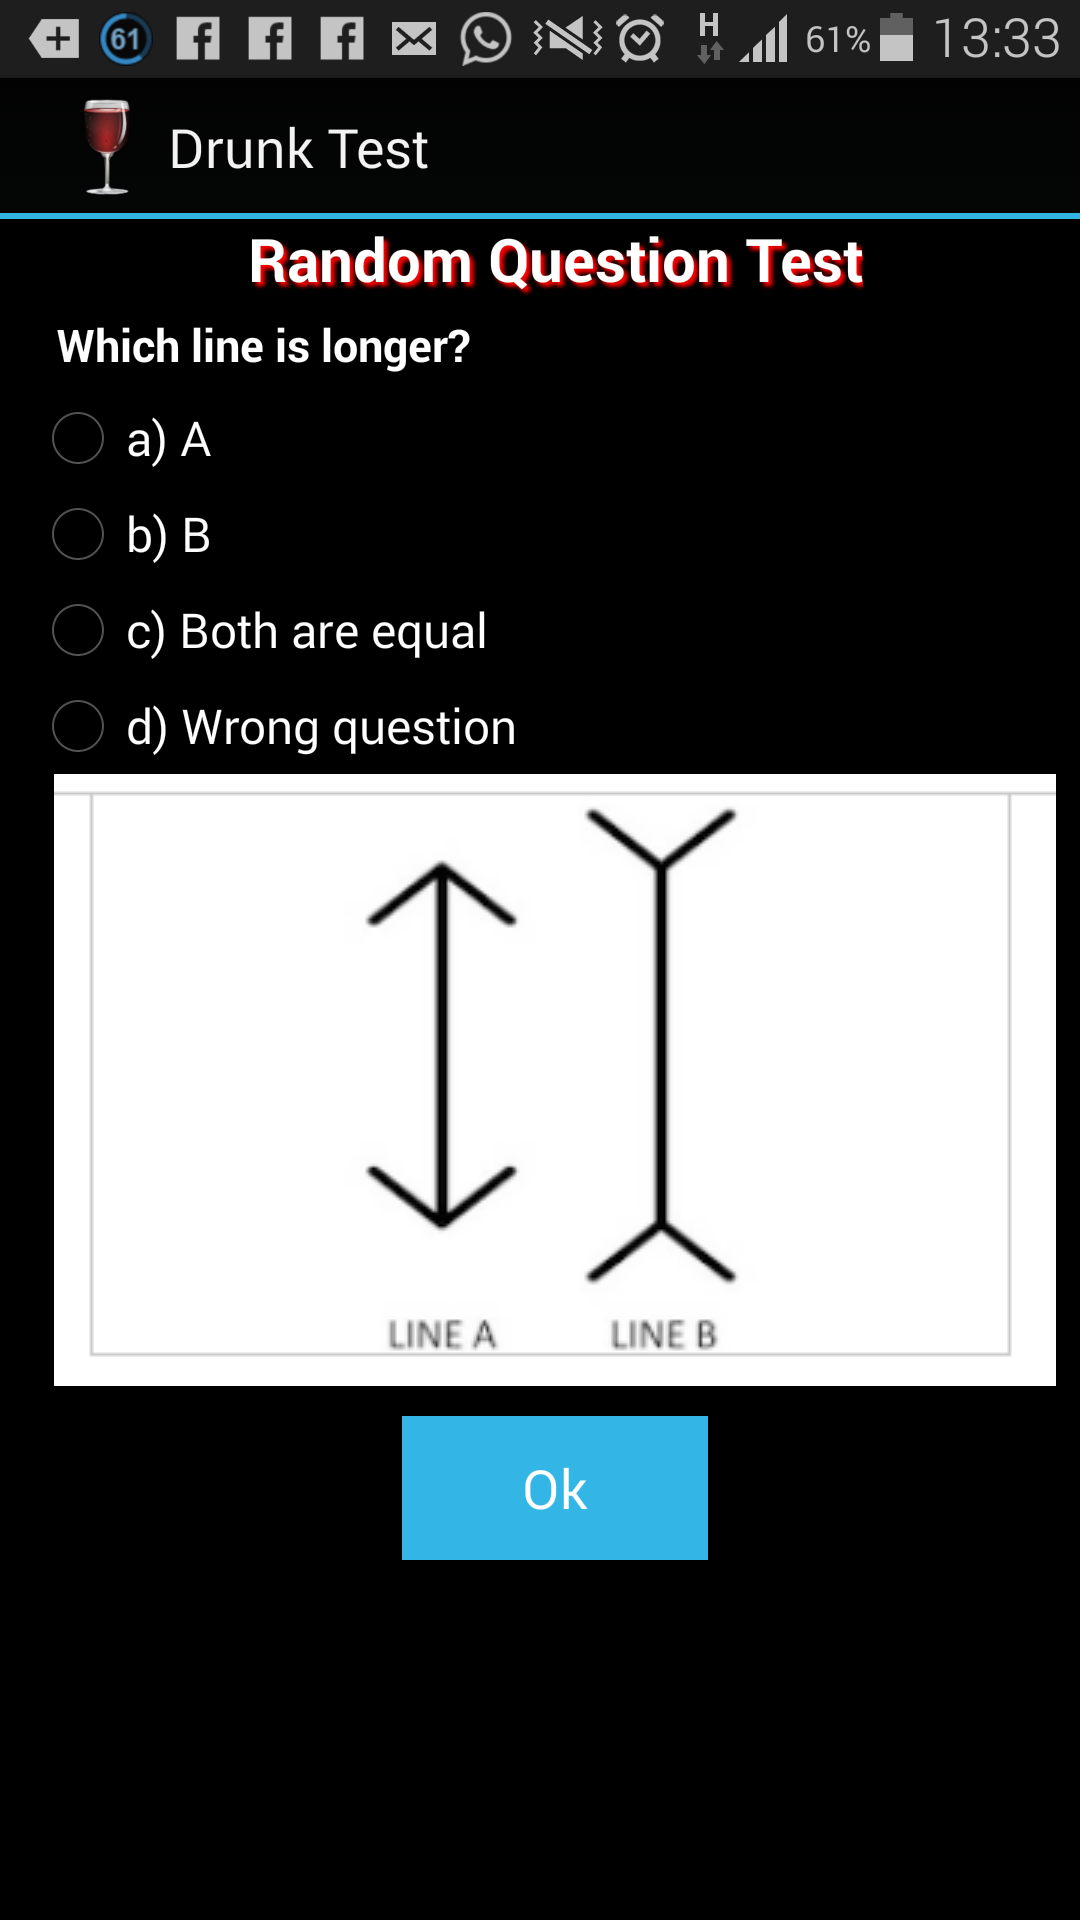 61 H 61% 13:33
Drunk Test
Random Question Test
Which line is longer?
a) A
b) B
c) Both are equal
d) Wrong question
LINE A LINE B
Ok